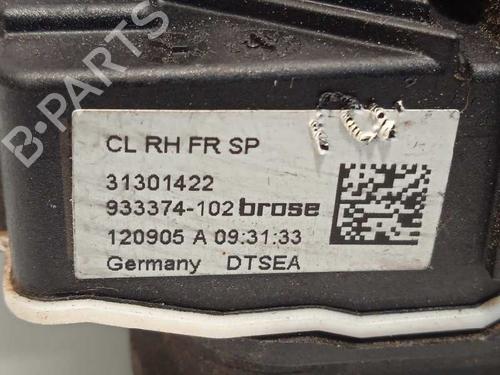 B-PARTS
CL RH FR SP
31301422
933374-102 brose
120905 A 09:31:33
Germany DTSEA